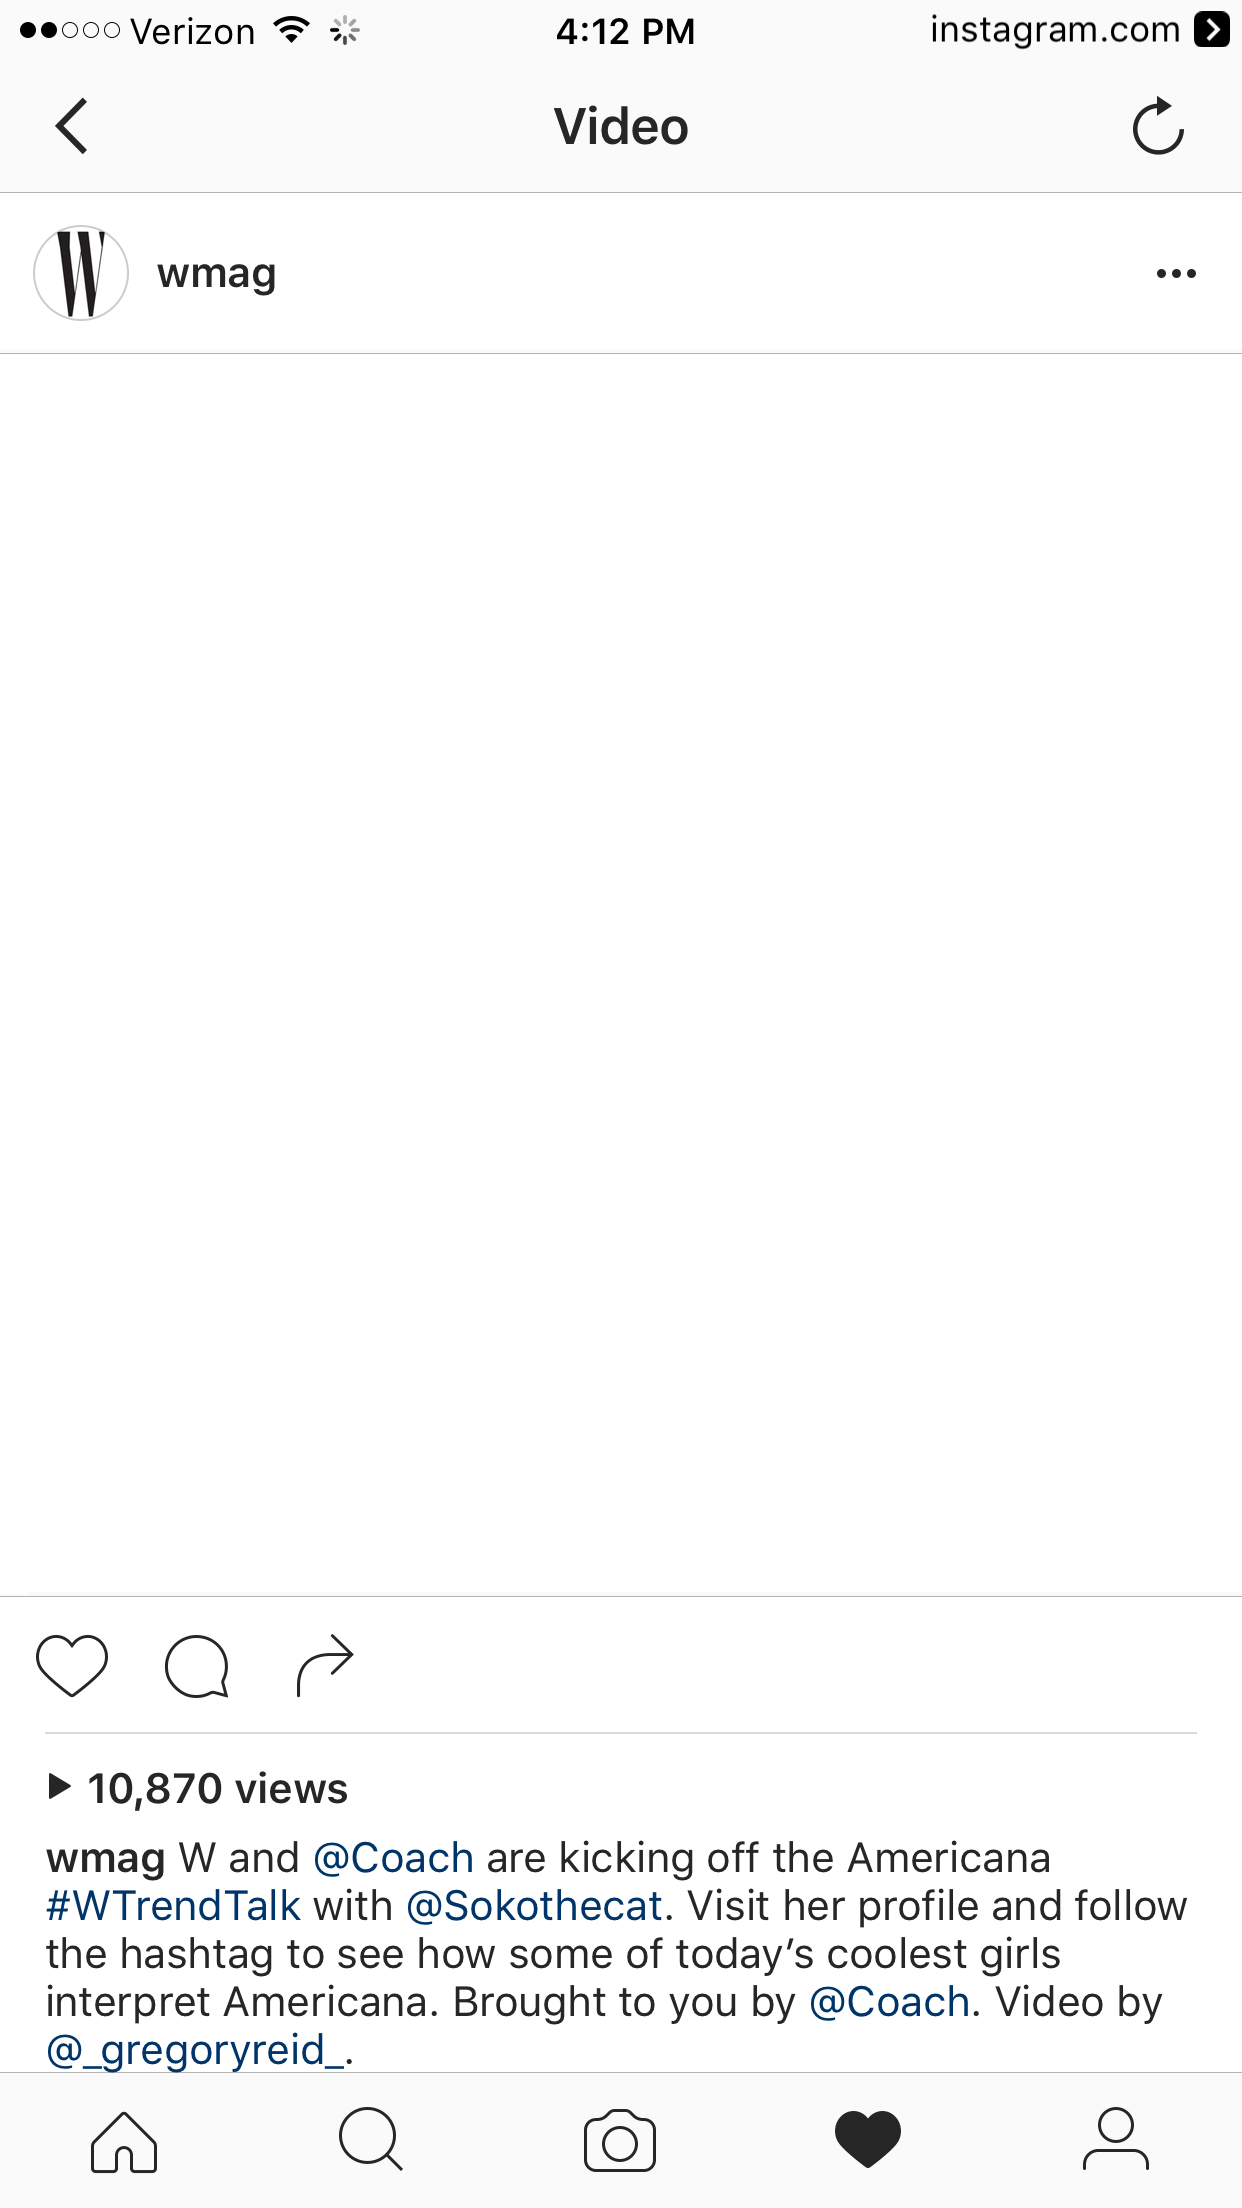 Verizon 4:12 PM instagram.com
Video
W wmag
10,870 views
wmag W and @Coach are kicking off the Americana
#WTrendTalk with @Sokothecat. Visit her profile and follow
the hashtag to see how some of today’s coolest girls
interpret Americana. Brought to you by @Coach. Video by
@_gregoryreid_.